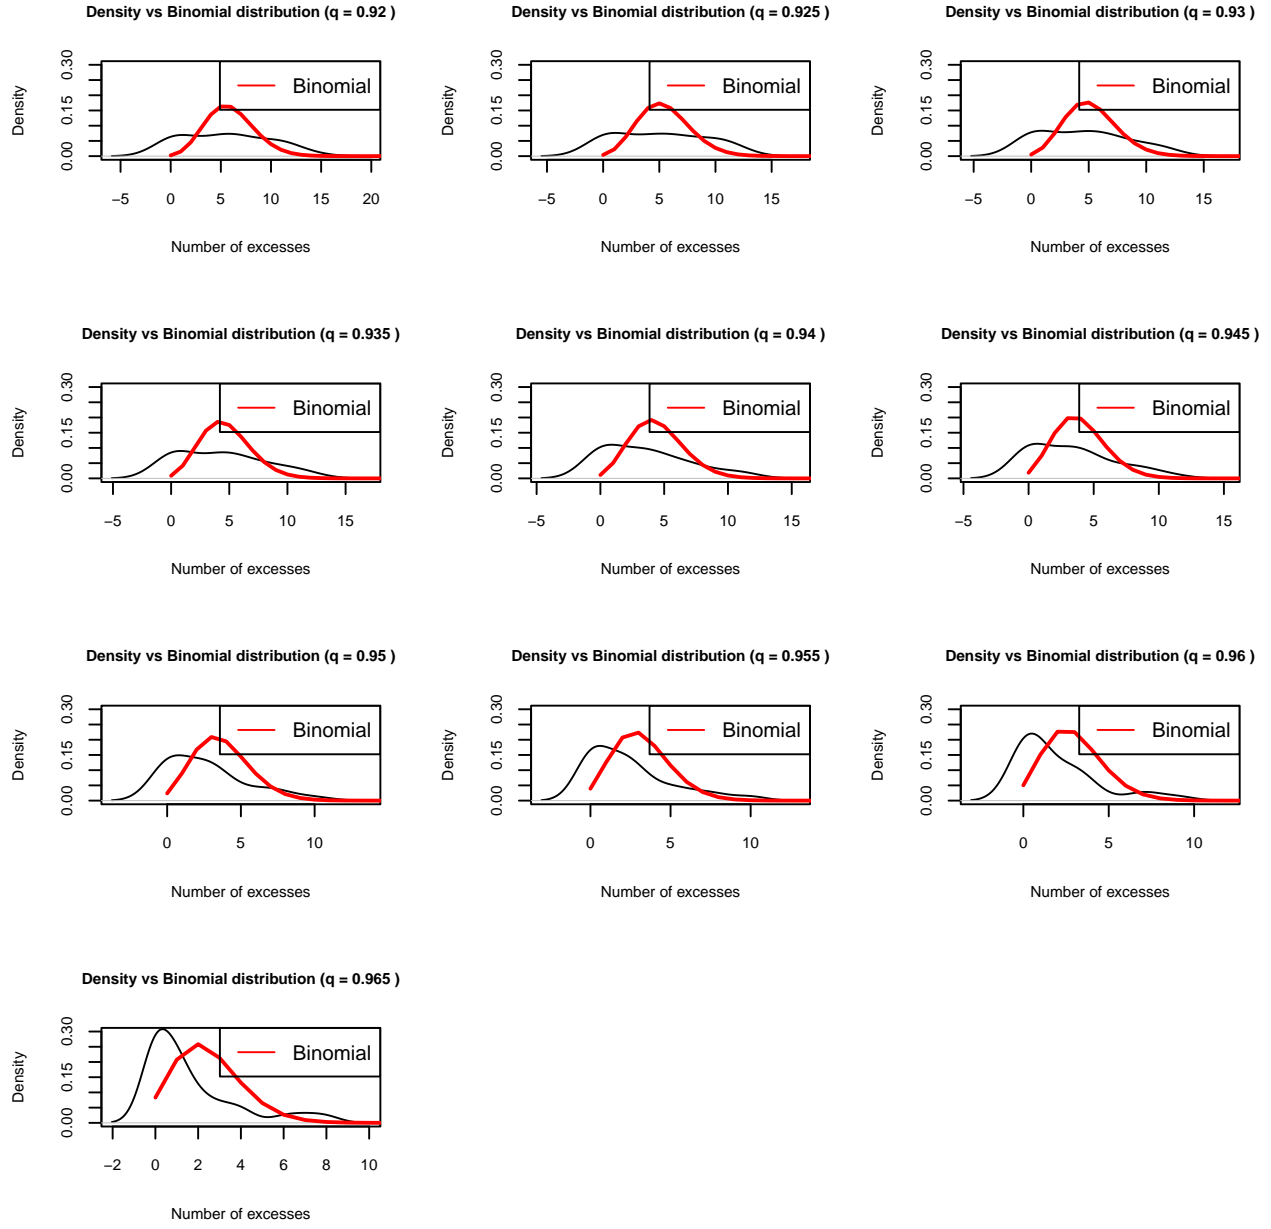 Density vs Binomial distribution (q = 0.92 )
Density
0.30
0.15
0.00
Binomial
−5 0 5 10 15 20
Number of excesses
Density vs Binomial distribution (q = 0.925 )
Density
0.30
0.15
0.00
Binomial
−5 0 5 10 15
Number of excesses
Density vs Binomial distribution (q = 0.93 )
Density
0.30
0.15
0.00
Binomial
−5 0 5 10 15
Number of excesses
Density vs Binomial distribution (q = 0.935 )
Density
0.30
0.15
0.00
Binomial
−5 0 5 10 15
Number of excesses
Density vs Binomial distribution (q = 0.94 )
Density
0.30
0.15
0.00
Binomial
−5 0 5 10 15
Number of excesses
Density vs Binomial distribution (q = 0.945 )
Density
0.30
0.15
0.00
Binomial
−5 0 5 10 15
Number of excesses
Density vs Binomial distribution (q = 0.95 )
Density
0.30
0.15
0.00
Binomial
0 5 10
Number of excesses
Density vs Binomial distribution (q = 0.955 )
Density
0.30
0.15
0.00
Binomial
0 5 10
Number of excesses
Density vs Binomial distribution (q = 0.96 )
Density
0.30
0.15
0.00
Binomial
0 5 10
Number of excesses
Density vs Binomial distribution (q = 0.965 )
Density
0.30
0.15
0.00
Binomial
−2 0 2 4 6 8 10
Number of excesses